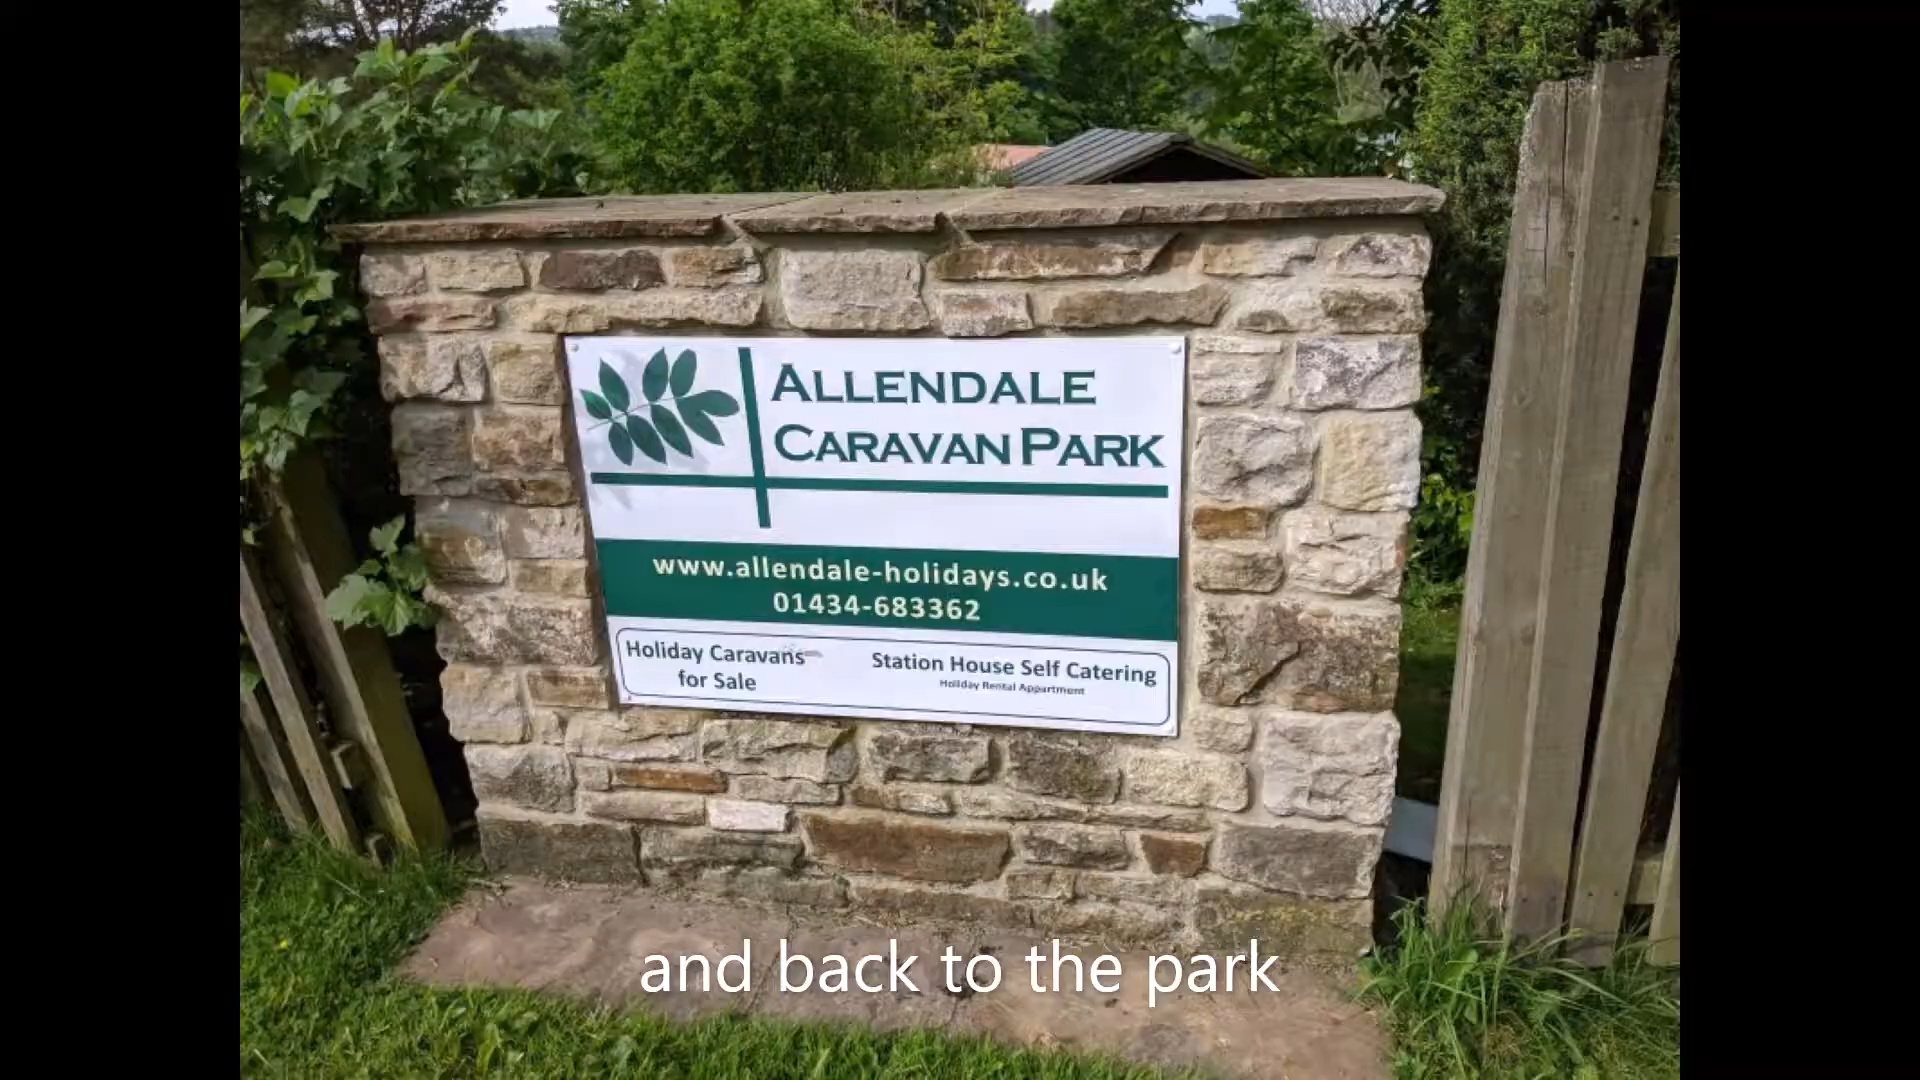 ALLENDALE
CARAVAN PARK
www.allendale-holidays.co.uk
01434-683362
Holiday Caravans
for Sale
Station House Self Catering
Holiday Rental Appartment
and back to the park